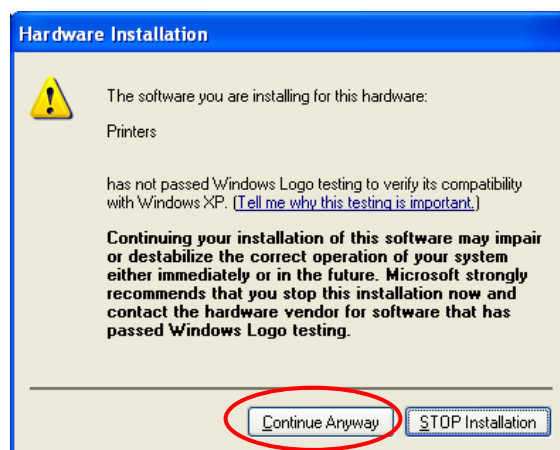 Hardware Installation
The software you are installing for this hardware:
Printers
has not passed Windows Logo testing to verify its compatibility
with Windows XP. (Tell me why this testing is important.)
Continuing your installation of this software may impair
or destabilize the correct operation of your system
either immediately or in the future. Microsoft strongly
recommends that you stop this installation now and
contact the hardware vendor for software that has
passed Windows Logo testing.
Continue Anyway STOP Installation